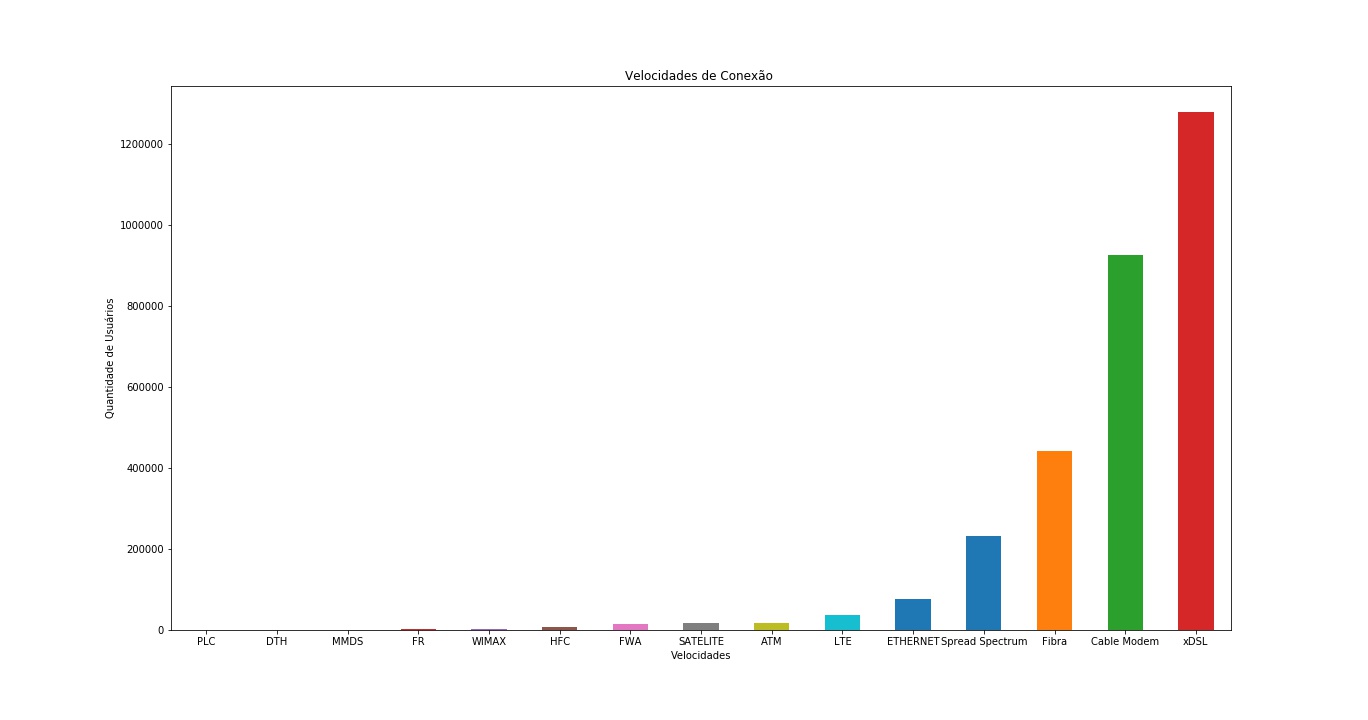 Velocidades de Conexão
1200000
1000000
800000
600000
400000
200000
0
Quantidade de Usuários
PLC DTH MMDS FR WIMAX HFC FWA SATELITE ATM LTE ETHERNET Spread Spectrum Fibra Cable Modem xDSL
Velocidades